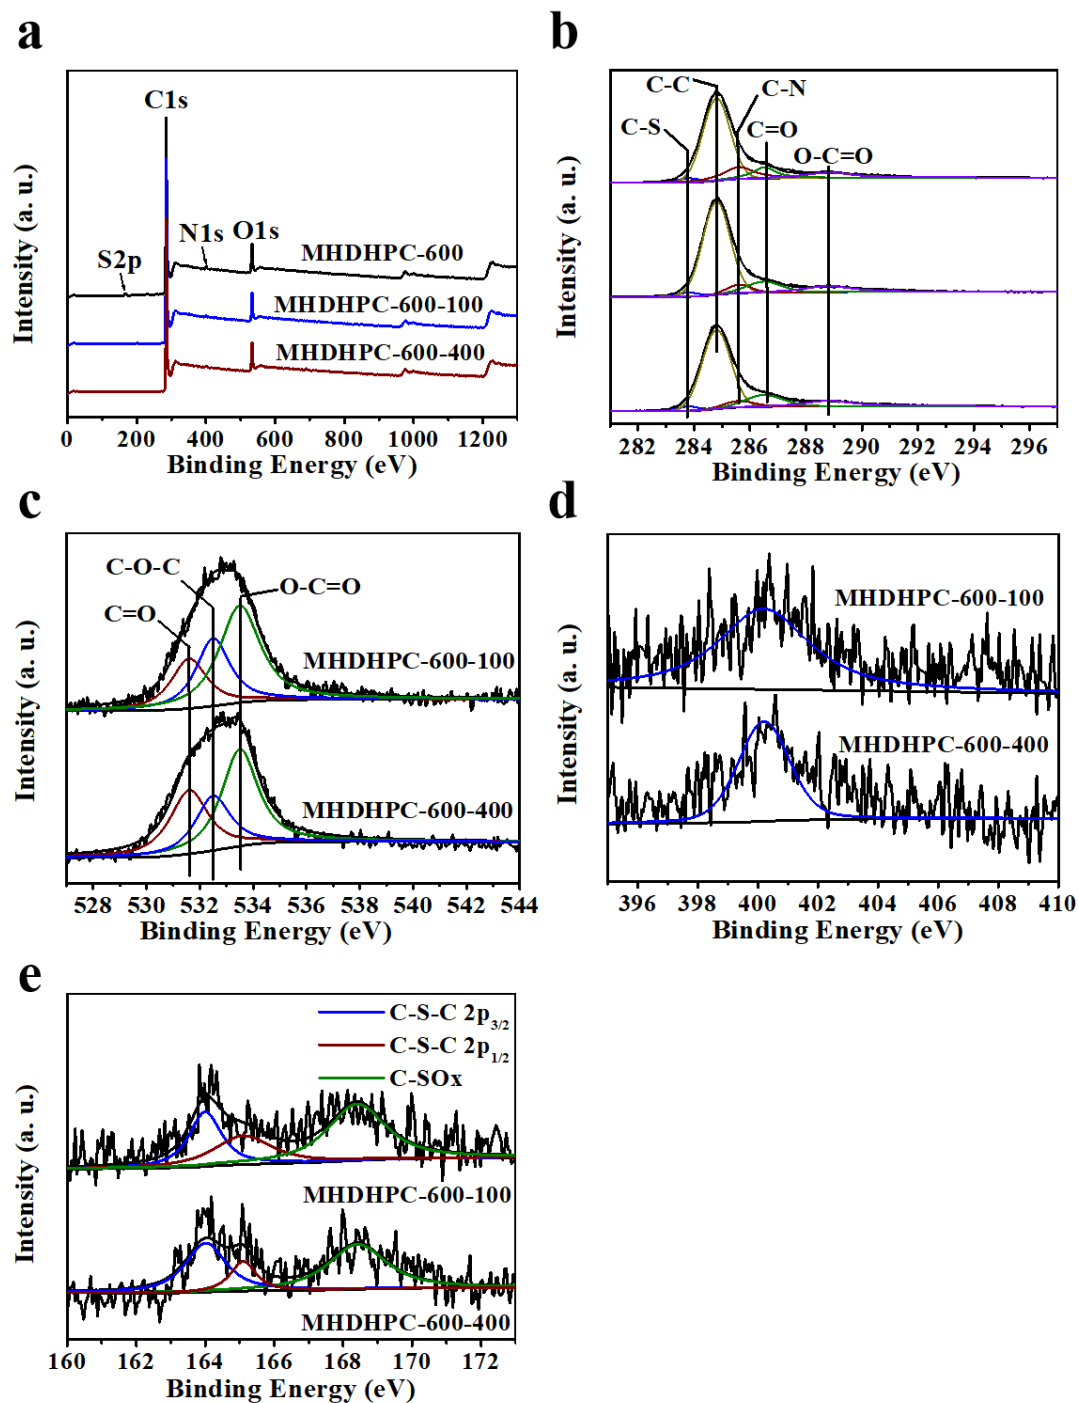 a
C1s
N1s
O1s
S2p
MHDHPC-600
MHDHPC-600-100
MHDHPC-600-400
Intensity (a. u.)
0 200 400 600 800 1000 1200
Binding Energy (eV)
b
C-C
C-N
C-S
C=O
O-C=O
Intensity (a. u.)
282 284 286 288 290 292 294 296
Binding Energy (eV)
c
C-O-C
O-C=O
C=O
MHDHPC-600-100
MHDHPC-600-400
Intensity (a. u.)
528 530 532 534 536 538 540 542 544
Binding Energy (eV)
d
MHDHPC-600-100
MHDHPC-600-400
Intensity (a. u.)
396 398 400 402 404 406 408 410
Binding Energy (eV)
e
C-S-C 2p3/2
C-S-C 2p1/2
C-SOx
MHDHPC-600-100
MHDHPC-600-400
Intensity (a. u.)
160 162 164 166 168 170 172
Binding Energy (eV)